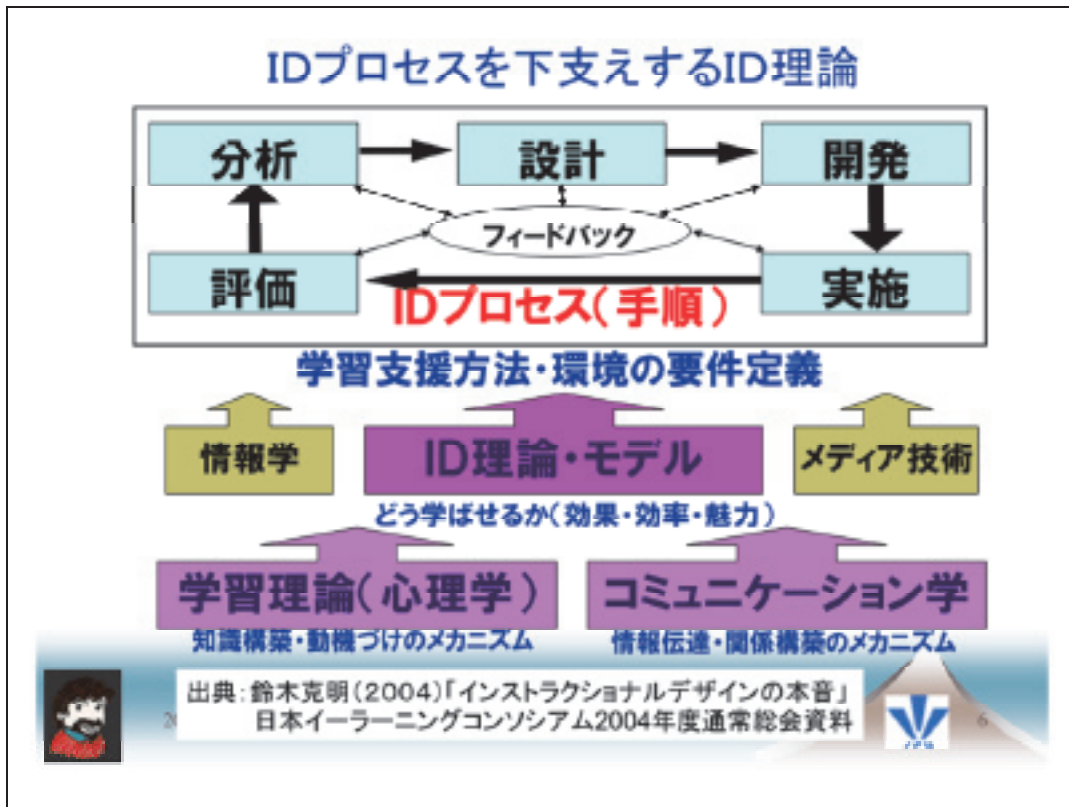 IDプロセスを下支えするID理論
分析
設計
開発
フィードバック
評価
実施
IDプロセス(手順)
学習支援方法・環境の要件定義
情報学
ID理論・モデル
メディア技術
どう学ばせるか(効果・効率・魅力)
学習理論(心理学)
コミュニケーション学
知識構築・動機づけのメカニズム
情報伝達・関係構築のメカニズム
出典:鈴木克明(2004)「インストラクショナルデザインの本音」
日本イーラーニングコンソシアム2004年度通常総会資料
6